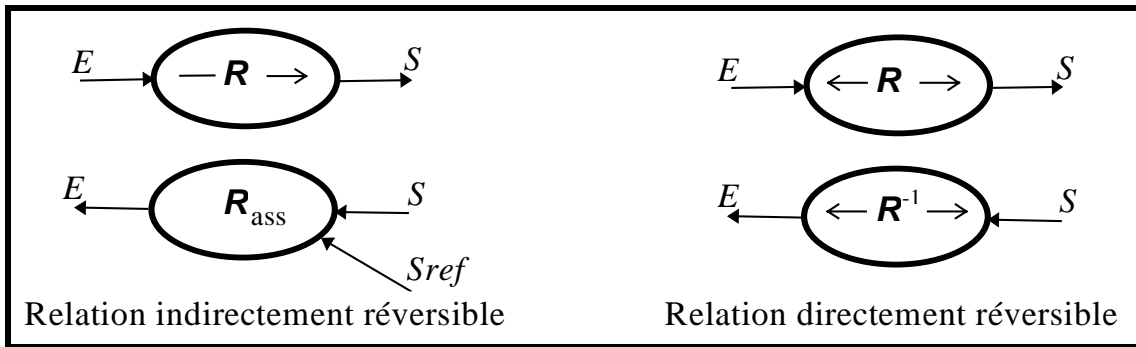 E R S
E R S
E R_ass S
E R^-1 S
Sref
Relation indirectement réversible
Relation directement réversible